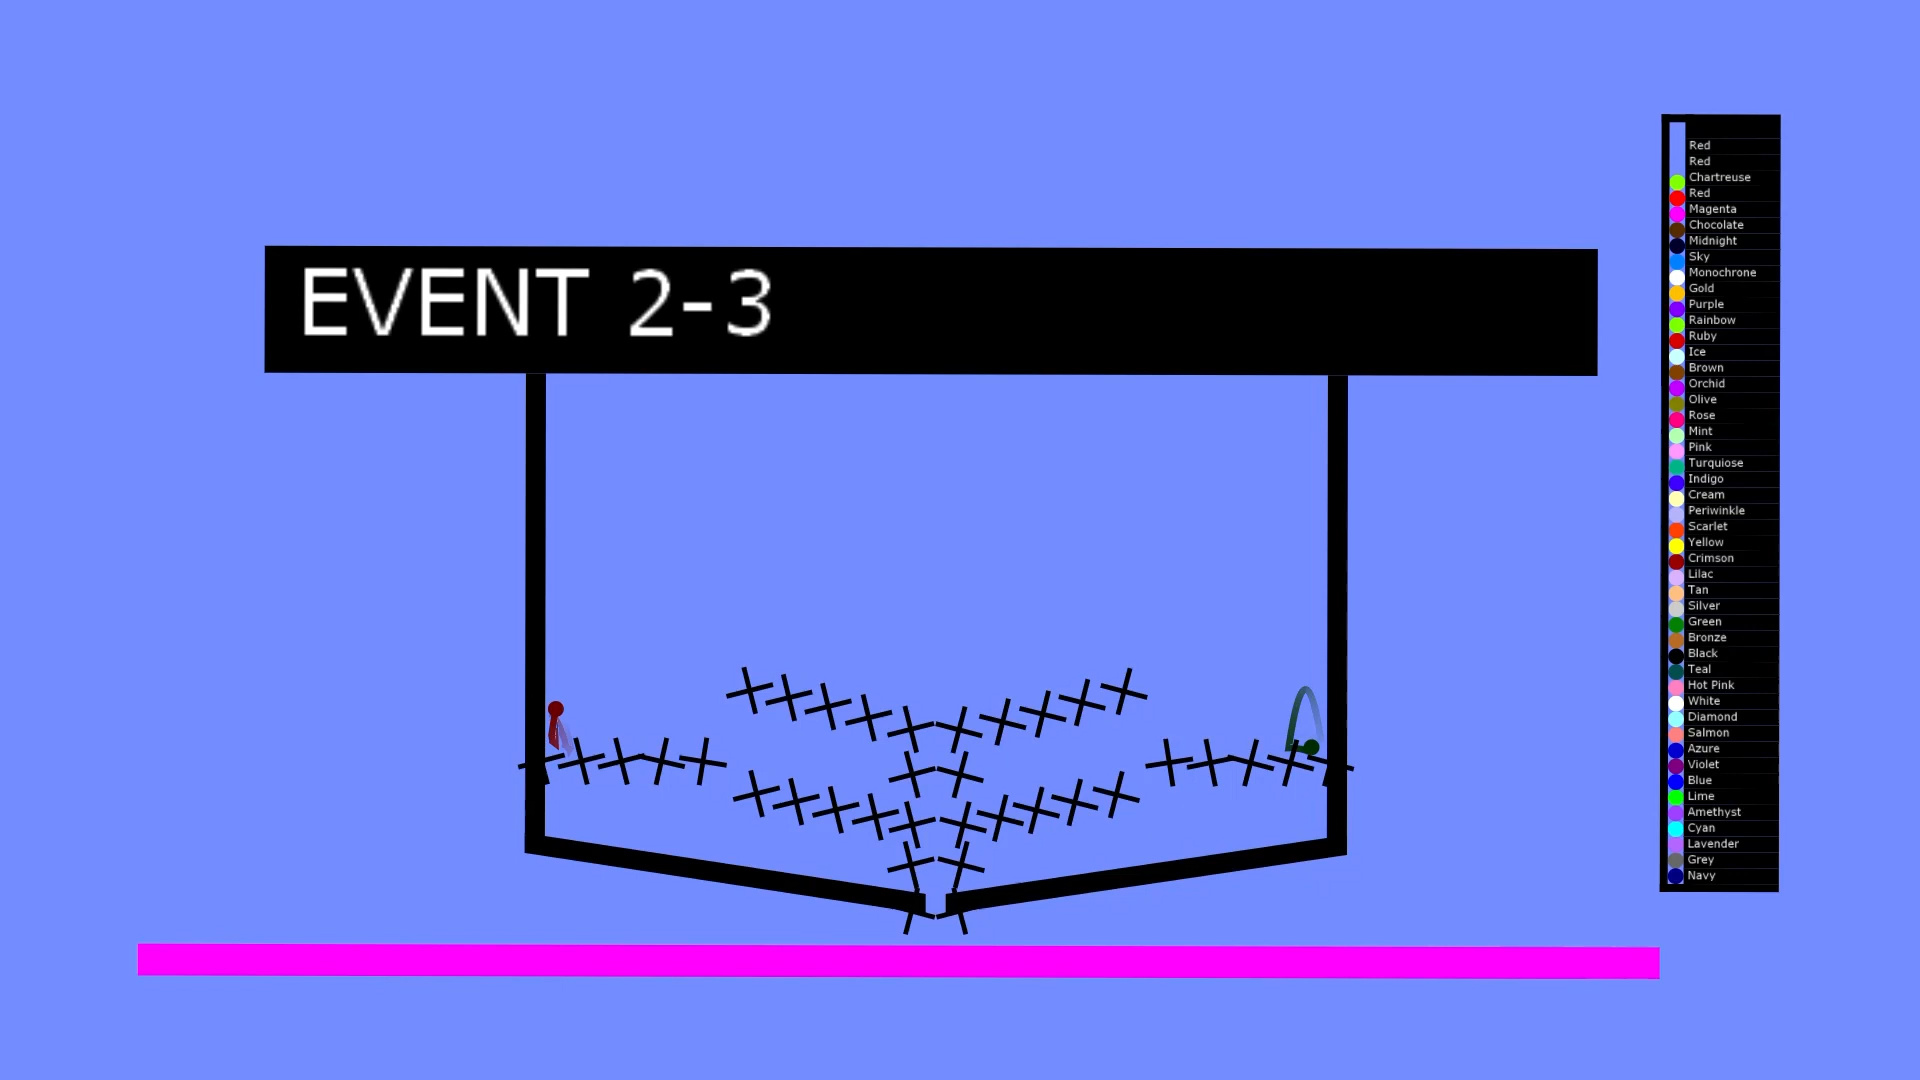 EVENT 2-3
Red
Red
Chartreuse
Red
Magenta
Chocolate
Midnight
Sky
Monochrone
Gold
Purple
Rainbow
Ruby
Ice
Brown
Orchid
Olive
Rose
Mint
Pink
Turquiose
Indigo
Cream
Periwinkle
Scarlet
Yellow
Crimson
Lilac
Tan
Silver
Green
Bronze
Black
Teal
Hot Pink
White
Diamond
Salmon
Azure
Violet
Blue
Lime
Amethyst
Cyan
Lavender
Grey
Navy